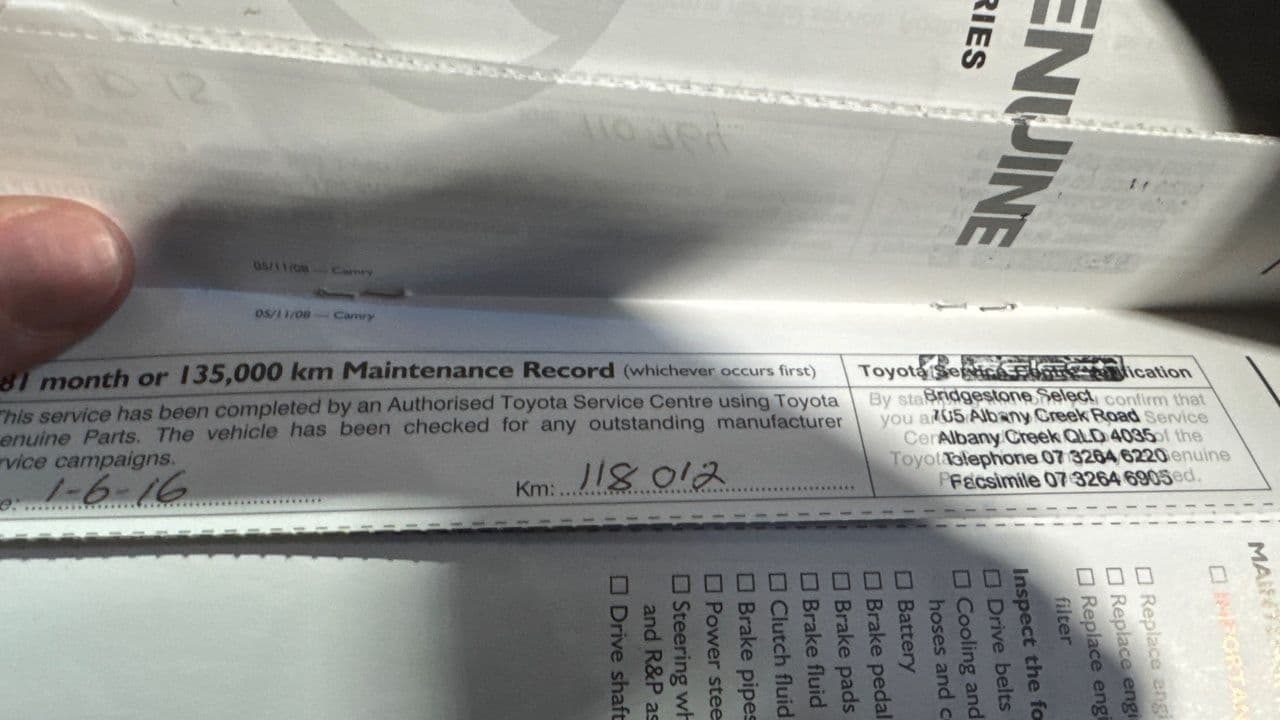 RIES
ENUINE
05/11/08 — Camry
05/11/08 — Camry
81 month or 135,000 km Maintenance Record (whichever occurs first)
This service has been completed by an Authorised Toyota Service Centre using Toyota
enuine Parts. The vehicle has been checked for any outstanding manufacturer
rvice campaigns.
1-6-16
Km: 118 012
Toyota
ification
By sta
confirm that
you a
Service
Cer
of the
Toyot
enuine
ed.
Bridgestone Select
705 Albany Creek Road
Albany Creek QLD 4035
Telephone 07 3264 6220
Facsimile 07 3264 6905
MAINT
IMPORTAN
Replace engi
Replace engi
Replace engi
filter
Inspect the fo
Drive belts
Cooling and
hoses and c
Battery
Brake pedal
Brake pads
Brake fluid
Clutch fluid
Brake pipes
Power stee
Steering wh
and R&P as
Drive shaft